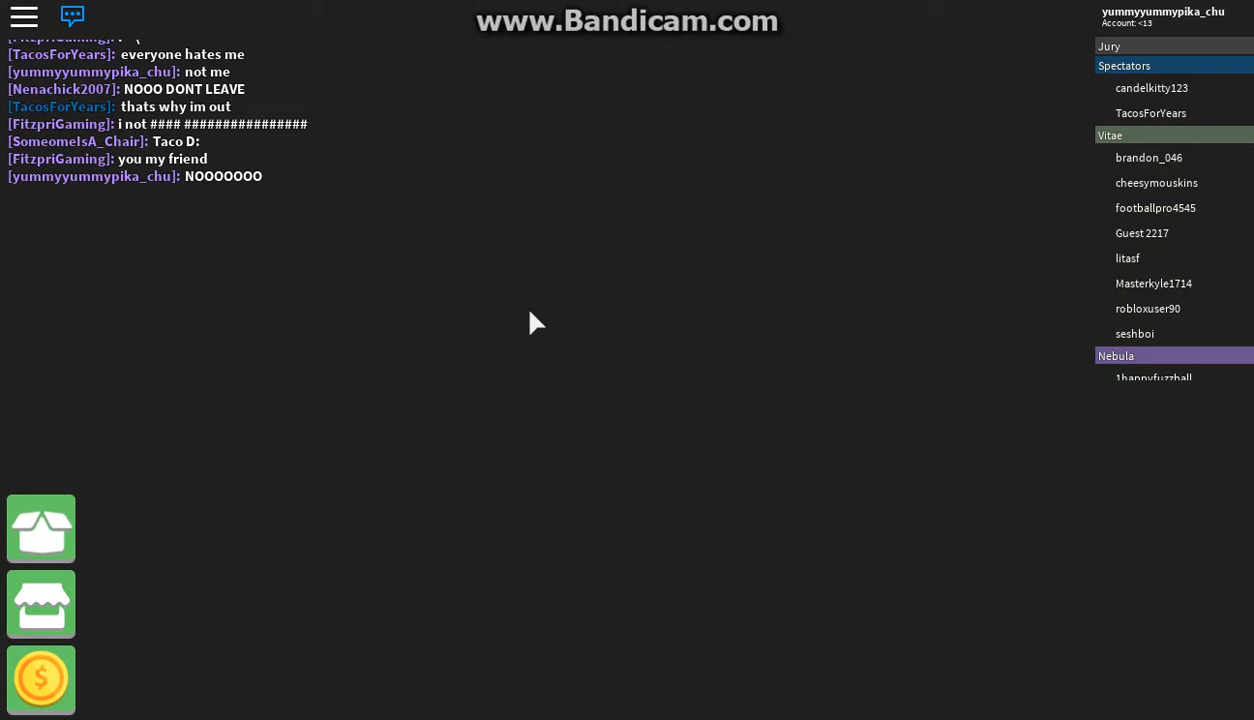 www.Bandicam.com
yummyyummypika_chu
Account: <13
[TacosForYears]: everyone hates me
[yummyyummypika_chu]: not me
[Nenachick2007]: NOOO DONT LEAVE
[TacosForYears]: thats why im out
[FitzpriGaming]: i not #### ################
[SomeomeIsA_Chair]: Taco D:
[FitzpriGaming]: you my friend
[yummyyummypika_chu]: NOOOOOOO
Jury
Spectators
candelkitty123
TacosForYears
Vitae
brandon_046
cheesymouskins
footballpro4545
Guest 2217
litasf
Masterkyle1714
robloxuser90
seshboi
Nebula
1happyfuzzball
$